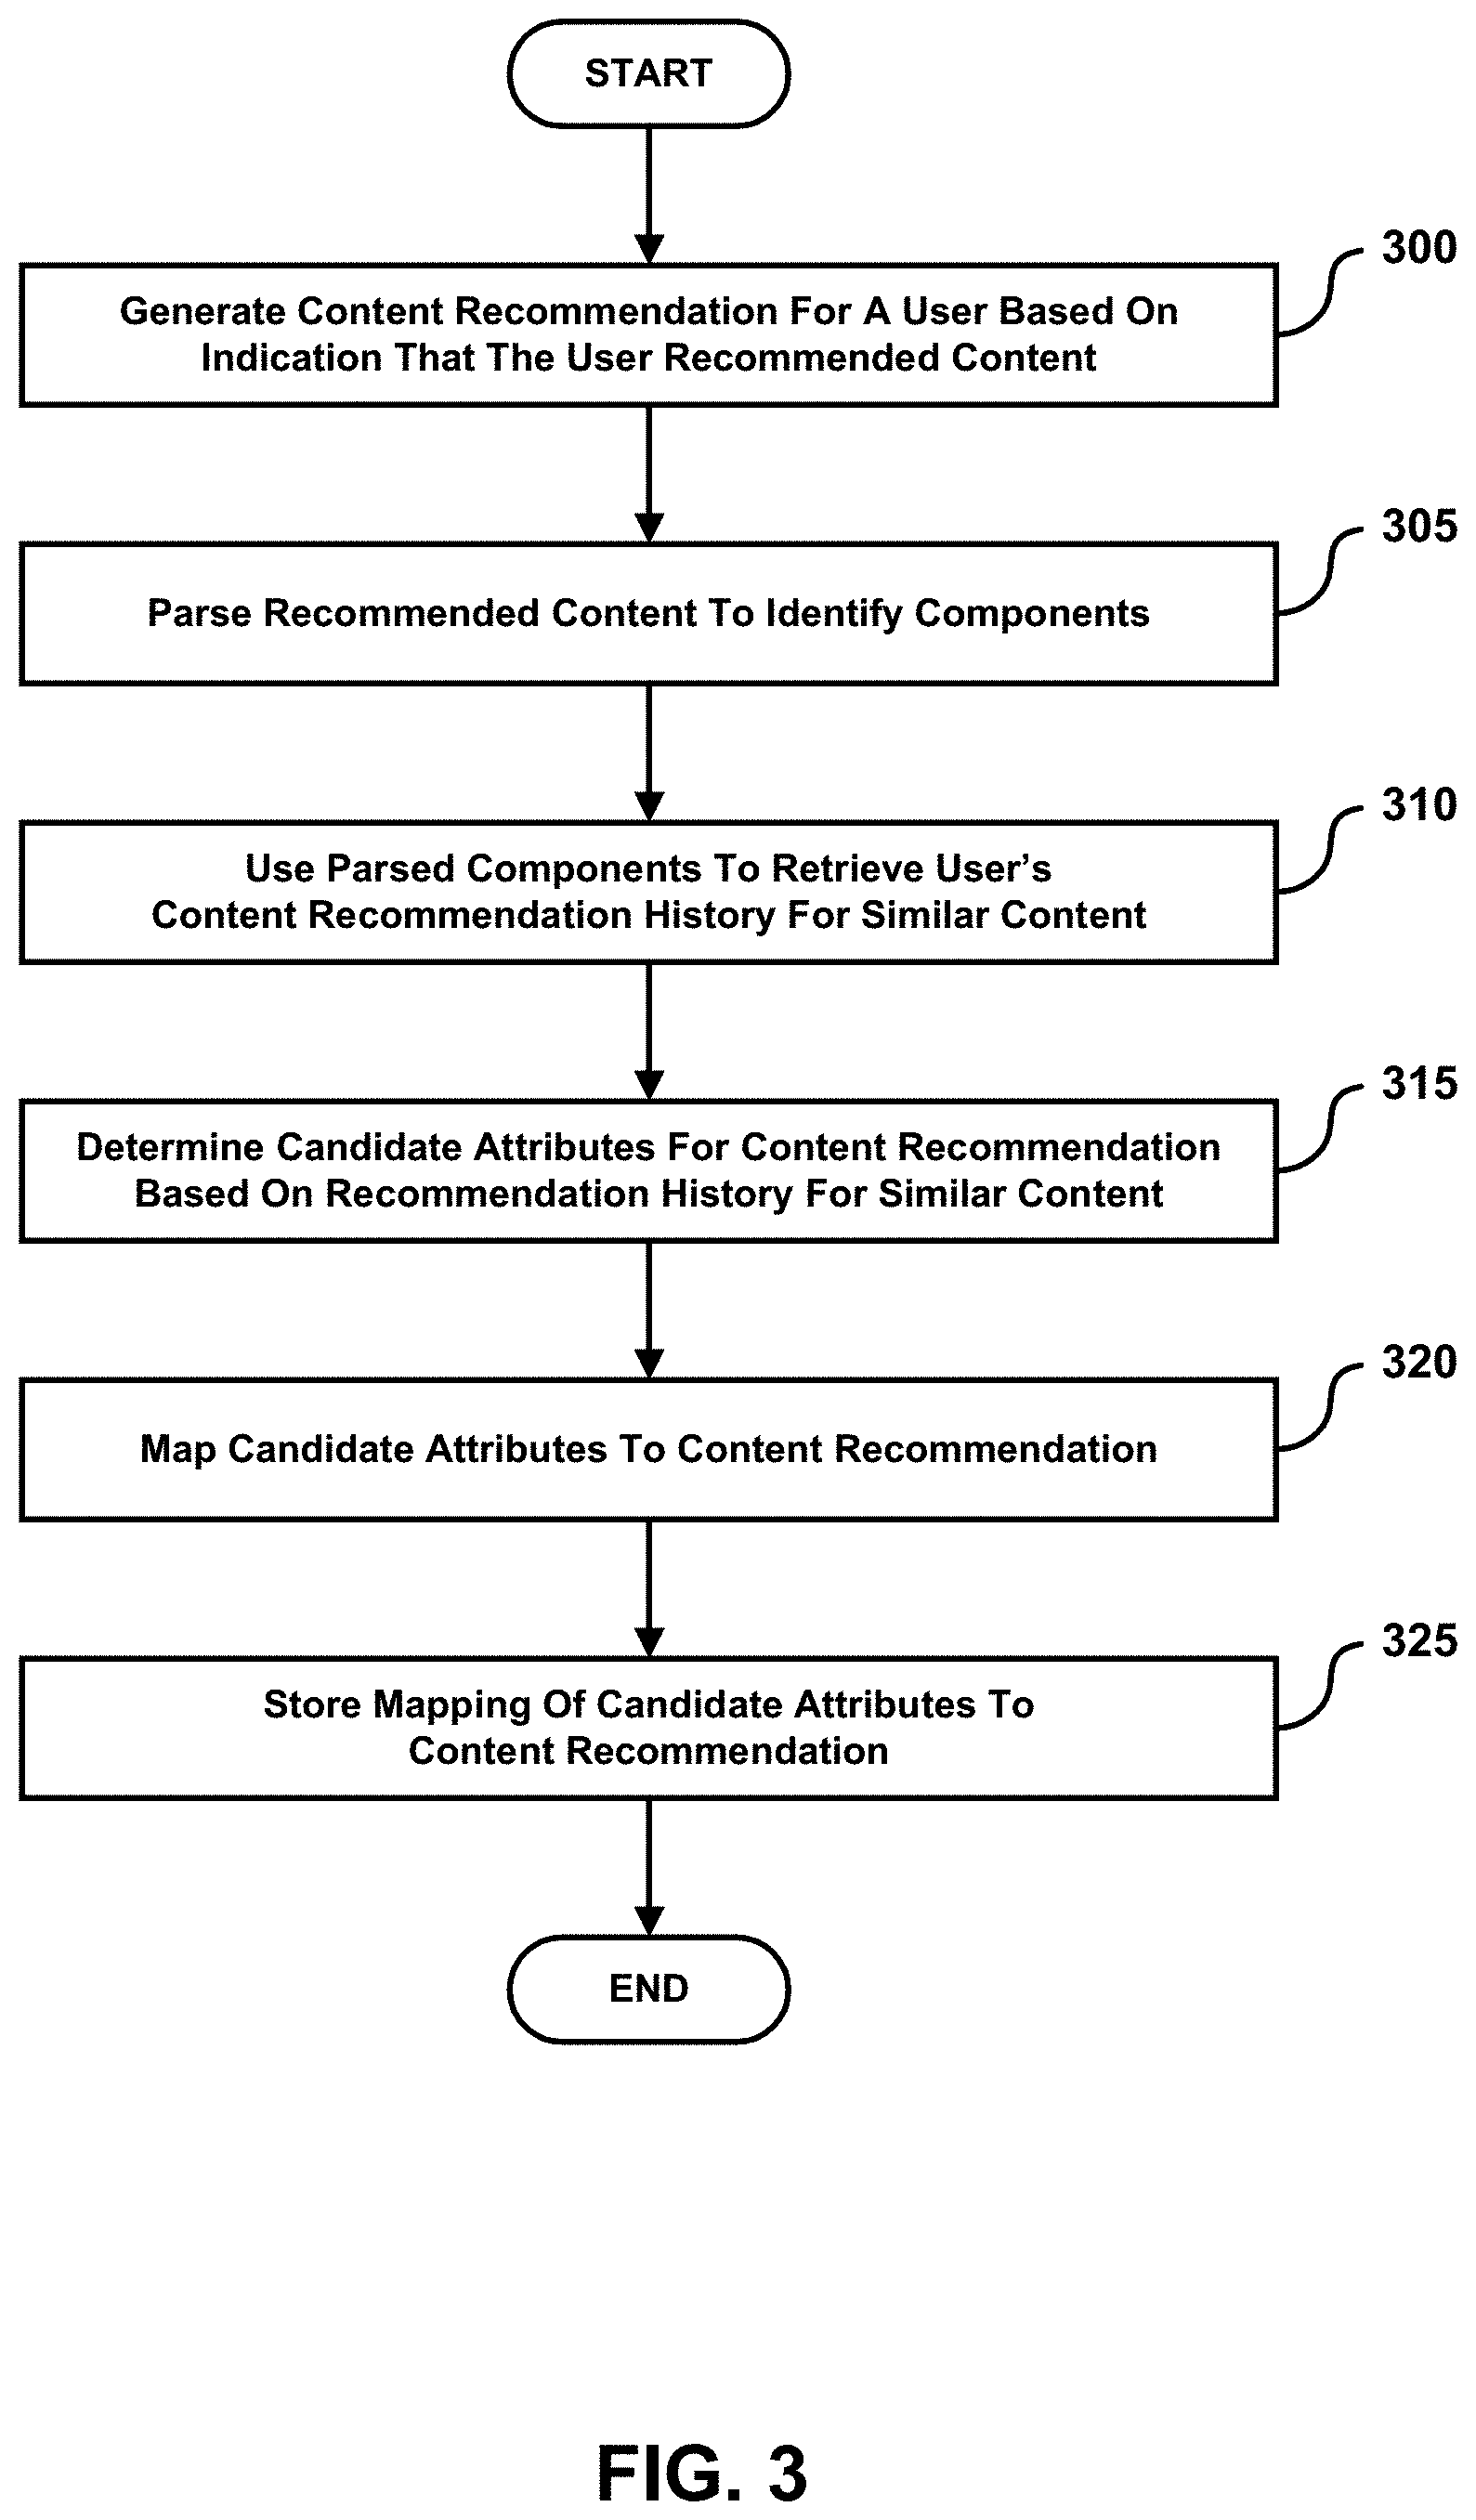 START
300
Generate Content Recommendation For A User Based On
Indication That The User Recommended Content
305
Parse Recommended Content To Identify Components
310
Use Parsed Components To Retrieve User’s
Content Recommendation History For Similar Content
315
Determine Candidate Attributes For Content Recommendation
Based On Recommendation History For Similar Content
320
Map Candidate Attributes To Content Recommendation
325
Store Mapping Of Candidate Attributes To
Content Recommendation
END
FIG. 3